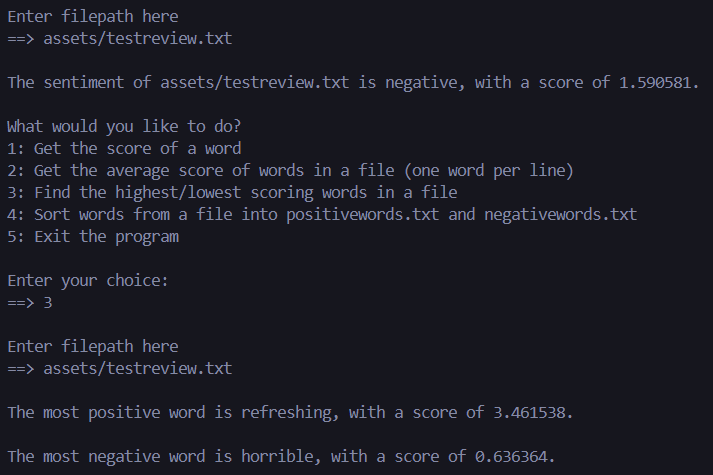 Enter filepath here
==> assets/testreview.txt
The sentiment of assets/testreview.txt is negative, with a score of 1.590581.
What would you like to do?
1: Get the score of a word
2: Get the average score of words in a file (one word per line)
3: Find the highest/lowest scoring words in a file
4: Sort words from a file into positivewords.txt and negativewords.txt
5: Exit the program
Enter your choice:
==> 3
Enter filepath here
==> assets/testreview.txt
The most positive word is refreshing, with a score of 3.461538.
The most negative word is horrible, with a score of 0.636364.